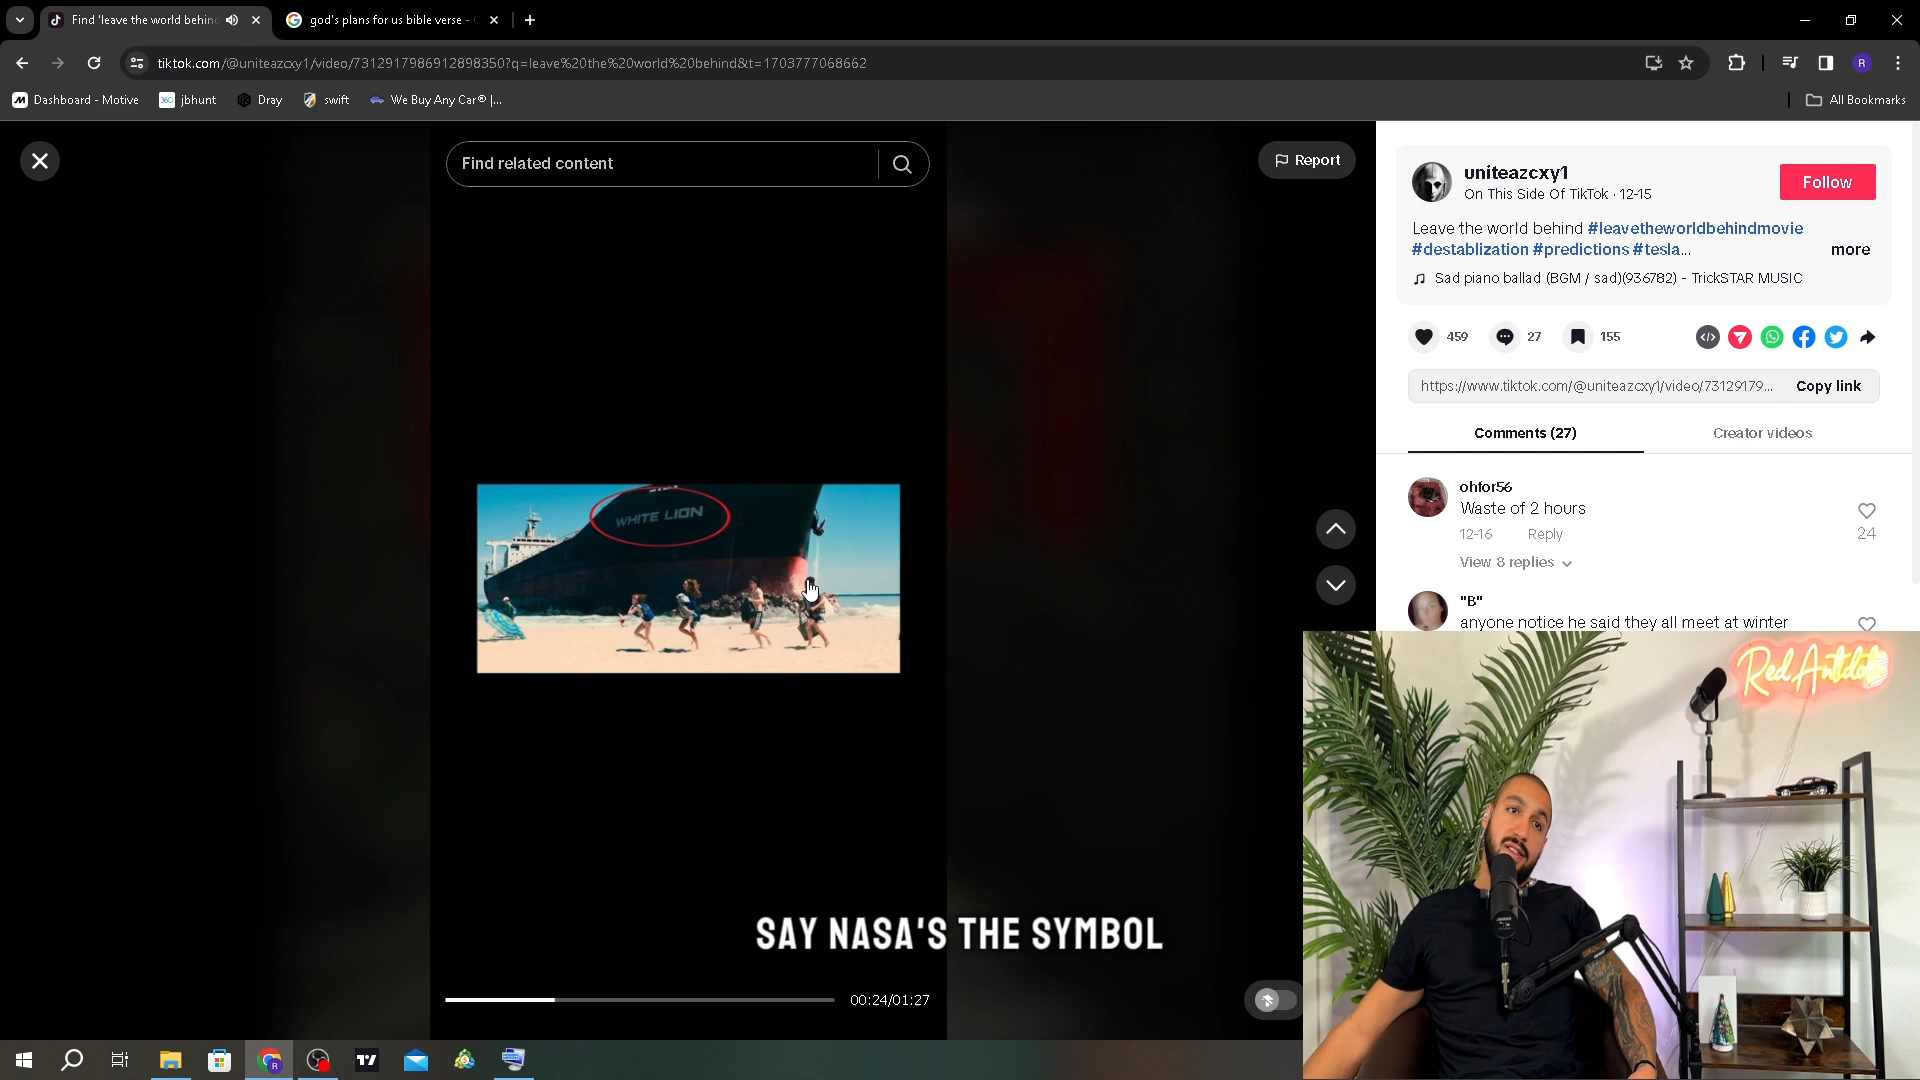 Find 'leave the world behin
god's plans for us bible verse -
tiktok.com/@uniteazcxy1/video/7312917986912898350?q=leave%20the%20world%20behind&t=1703777068662
R
Dashboard - Motive
jbhunt
Dray
swift
We Buy Any Car® |...
All Bookmarks
Find related content
Report
WHITE LION
SAY NASA'S THE SYMBOL
00:24/01:27
uniteazcxy1
On This Side Of TikTok · 12-15
Follow
Leave the world behind #leavetheworldbehindmovie
#destablization #predictions #tesla...
more
Sad piano ballad (BGM / sad)(936782) - TrickSTAR MUSIC
459
27
155
https://www.tiktok.com/@uniteazcxy1/video/73129179...
Copy link
Comments (27)
Creator videos
ohfor56
Waste of 2 hours
12-16
Reply
24
View 8 replies
"B"
anyone notice he said they all meet at winter
Red Antidote